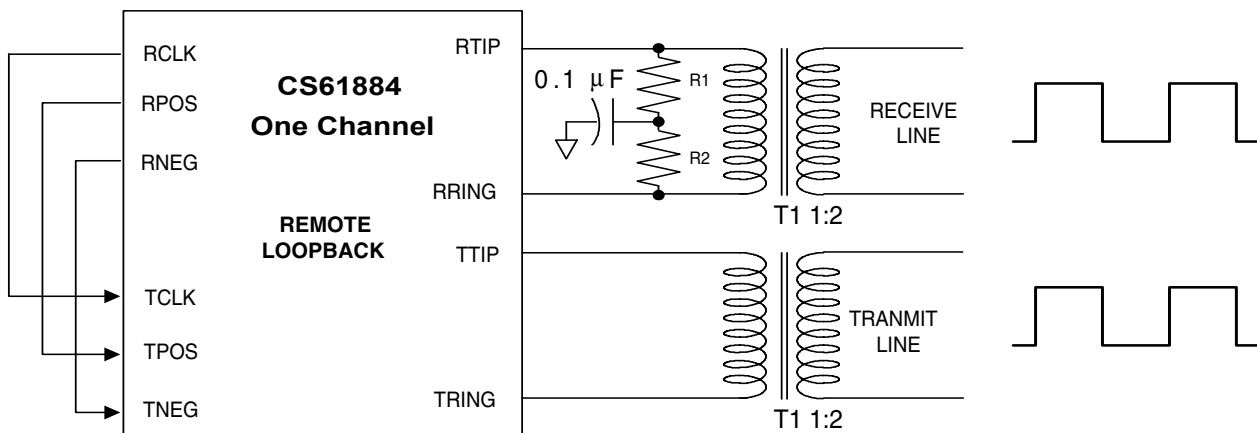 RCLK
RPOS
RNEG
TCLK
TPOS
TNEG
CS61884
One Channel
REMOTE
LOOPBACK
RTIP
RRING
TTIP
TRING
0.1 μF
R1
R2
RECEIVE
LINE
T1 1:2
TRANMIT
LINE
T1 1:2